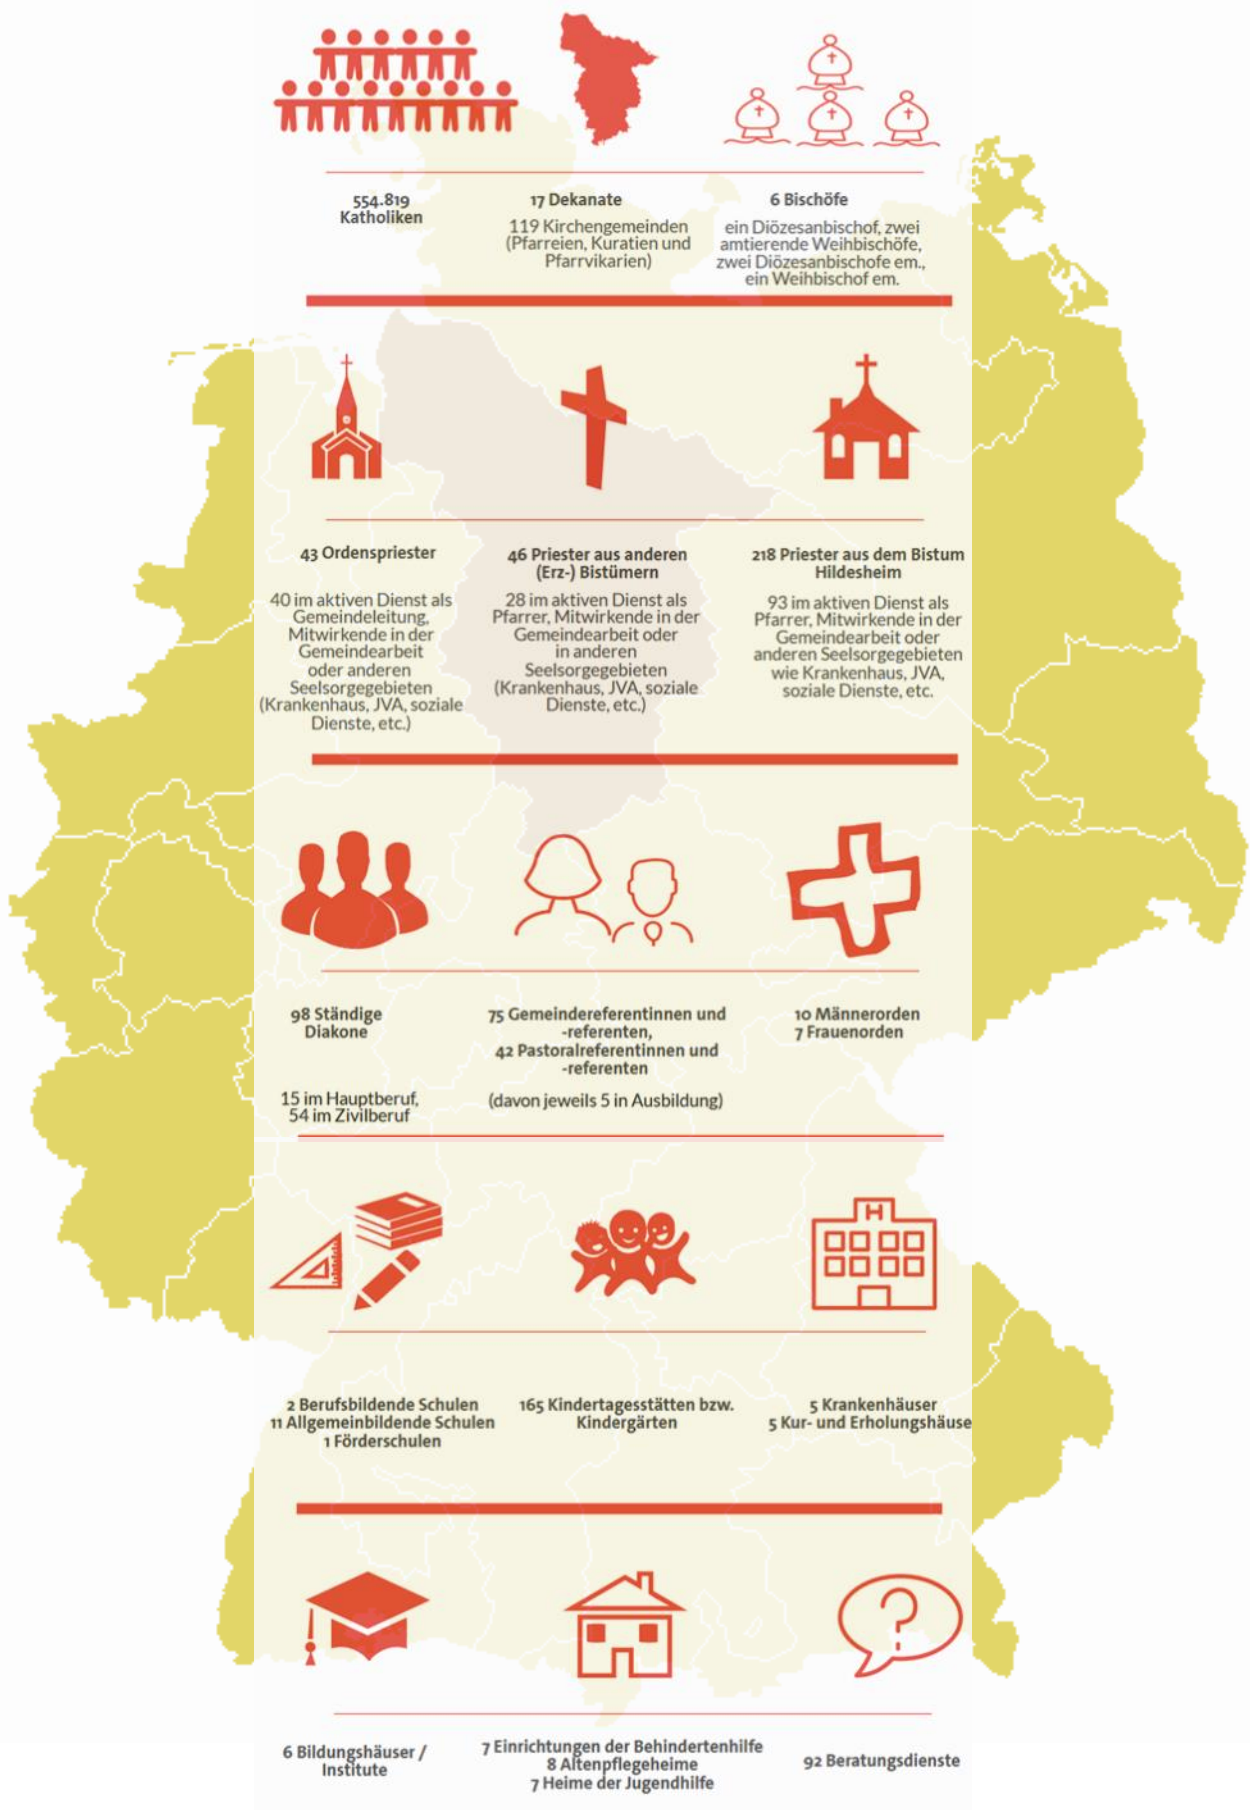 554.819
Katholiken
17 Dekanate
119 Kirchengemeinden
(Pfarreien, Kuratien und
Pfarrvikarien)
6 Bischöfe
ein Diözesanbischof, zwei
amtierende Weihbischöfe,
zwei Diözesanbischofe em.,
ein Weihbischof em.
43 Ordenspriester
40 im aktiven Dienst als
Gemeindeleitung,
Mitwirkende in der
Gemeindearbeit
oder anderen
Seelsorgegebieten
(Krankenhaus, JVA, soziale
Dienste, etc.)
46 Priester aus anderen
(Erz-) Bistümern
28 im aktiven Dienst als
Pfarrer, Mitwirkende in der
Gemeindearbeit oder
in anderen
Seelsorgegebieten
(Krankenhaus, JVA, soziale
Dienste, etc.)
218 Priester aus dem Bistum
Hildesheim
93 im aktiven Dienst als
Pfarrer, Mitwirkende in der
Gemeindearbeit oder
anderen Seelsorgegebieten
wie Krankenhaus, JVA,
soziale Dienste, etc.
98 Ständige
Diakone
15 im Hauptberuf,
54 im Zivilberuf
75 Gemeindereferentinnen und
-referenten,
42 Pastoralreferentinnen und
-referenten
(davon jeweils 5 in Ausbildung)
10 Männerorden
7 Frauenorden
H
2 Berufsbildende Schulen
11 Allgemeinbildende Schulen
1 Förderschulen
165 Kindertagesstätten bzw.
Kindergärten
5 Krankenhäuser
5 Kur- und Erholungshäuse
?
6 Bildungshäuser /
Institute
7 Einrichtungen der Behindertenhilfe
8 Altenpflegeheime
7 Heime der Jugendhilfe
92 Beratungsdienste